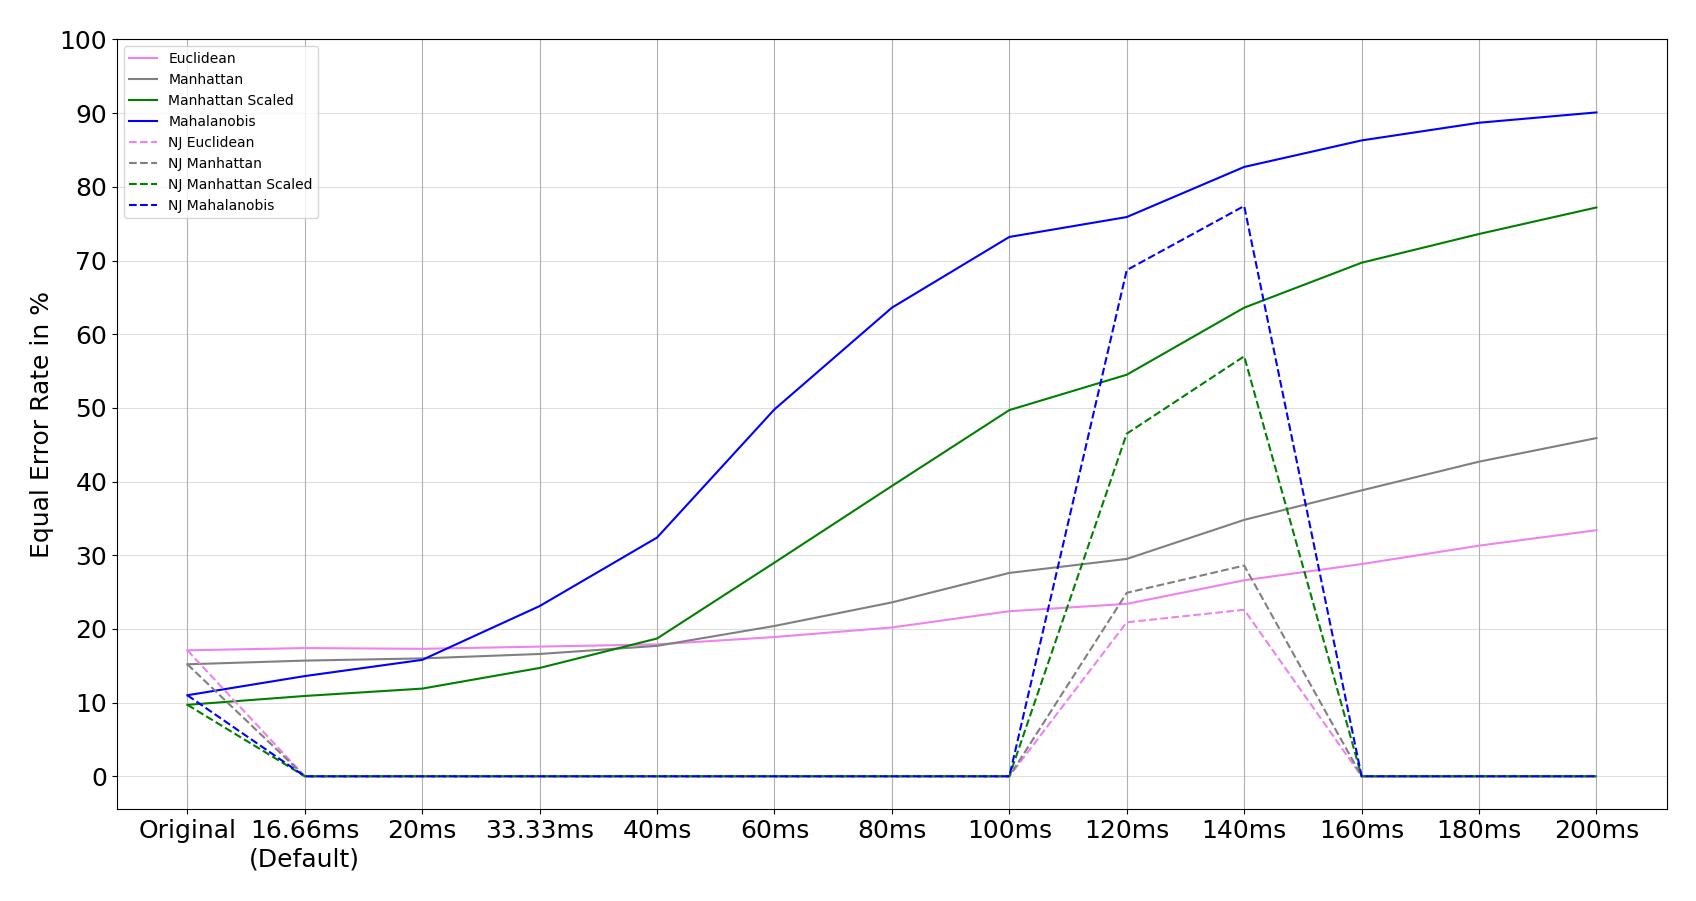 100
90
80
70
60
50
40
30
20
10
0
Equal Error Rate in %
Euclidean
Manhattan
Manhattan Scaled
Mahalanobis
NJ Euclidean
NJ Manhattan
NJ Manhattan Scaled
NJ Mahalanobis
Original 16.66ms 20ms 33.33ms 40ms 60ms 80ms 100ms 120ms 140ms 160ms 180ms 200ms
(Default)